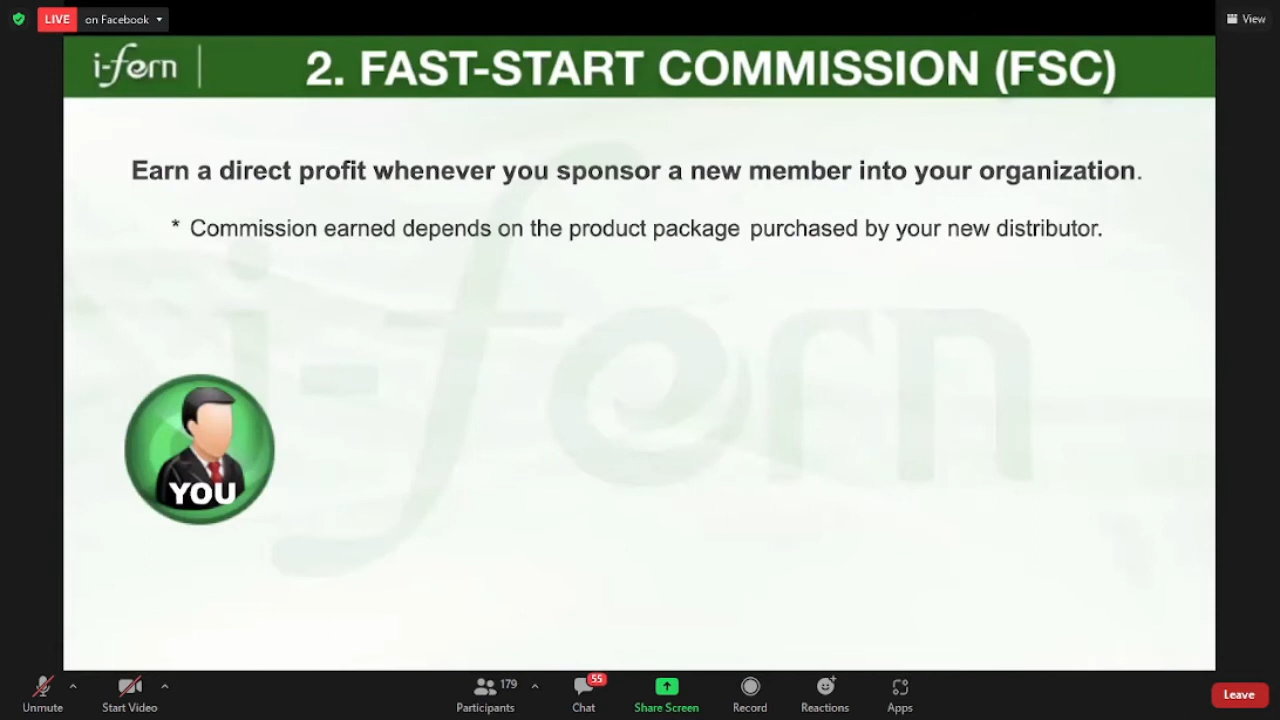 LIVE on Facebook
View
i-fern
2. FAST-START COMMISSION (FSC)
Earn a direct profit whenever you sponsor a new member into your organization.
* Commission earned depends on the product package purchased by your new distributor.
i-fern
YOU
179
55
Unmute
Start Video
Participants
Chat
Share Screen
Record
Reactions
Apps
Leave